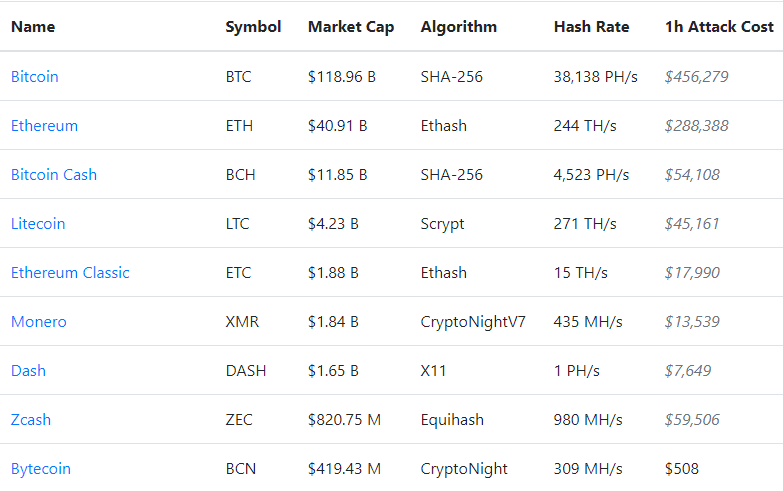 Name Symbol Market Cap Algorithm Hash Rate 1h Attack Cost
Bitcoin BTC $118.96 B SHA-256 38,138 PH/s $456,279
Ethereum ETH $40.91 B Ethash 244 TH/s $288,388
Bitcoin Cash BCH $11.85 B SHA-256 4,523 PH/s $54,108
Litecoin LTC $4.23 B Scrypt 271 TH/s $45,161
Ethereum Classic ETC $1.88 B Ethash 15 TH/s $17,990
Monero XMR $1.84 B CryptoNightV7 435 MH/s $13,539
Dash DASH $1.65 B X11 1 PH/s $7,649
Zcash ZEC $820.75 M Equihash 980 MH/s $59,506
Bytecoin BCN $419.43 M CryptoNight 309 MH/s $508